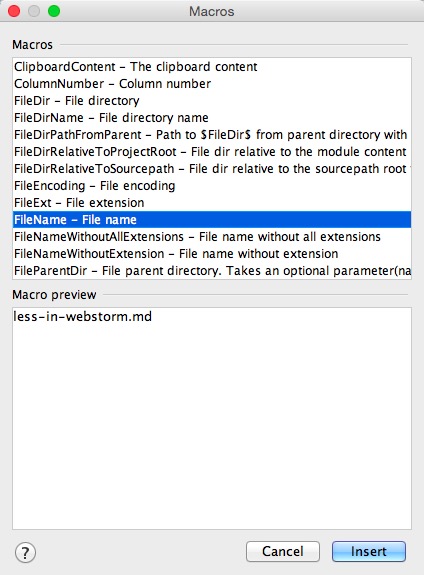 Macros
Macros
ClipboardContent – The clipboard content
ColumnNumber – Column number
FileDir – File directory
FileDirName – File directory name
FileDirPathFromParent – Path to $FileDir$ from parent directory with
FileDirRelativeToProjectRoot – File dir relative to the module content
FileDirRelativeToSourcepath – File dir relative to the sourcepath root
FileEncoding – File encoding
FileExt – File extension
FileName – File name
FileNameWithoutAllExtensions – File name without all extensions
FileNameWithoutExtension – File name without extension
FileParentDir – File parent directory. Takes an optional parameter(na
Macro preview
less-in-webstorm.md
?
Cancel
Insert